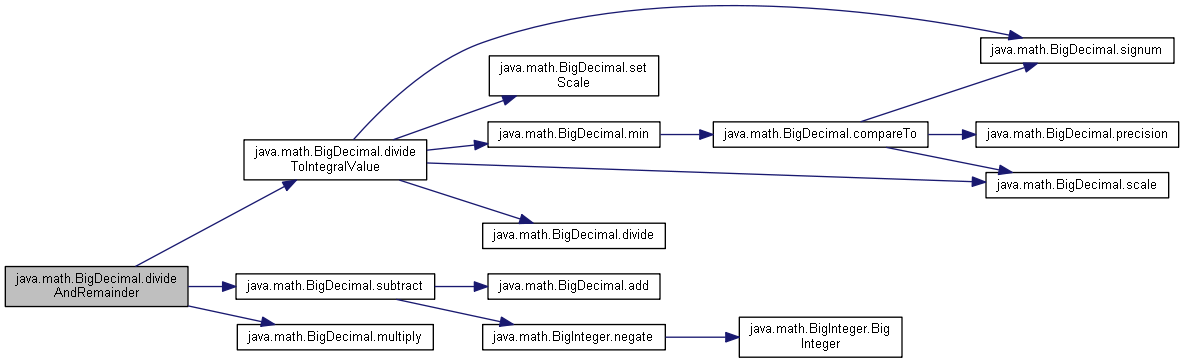 java.math.BigDecimal.signum
java.math.BigDecimal.set
Scale
java.math.BigDecimal.min
java.math.BigDecimal.compareTo
java.math.BigDecimal.precision
java.math.BigDecimal.divide
ToIntegralValue
java.math.BigDecimal.scale
java.math.BigDecimal.divide
java.math.BigDecimal.divide
AndRemainder
java.math.BigDecimal.subtract
java.math.BigDecimal.add
java.math.BigDecimal.multiply
java.math.BigInteger.negate
java.math.BigInteger.Big
Integer